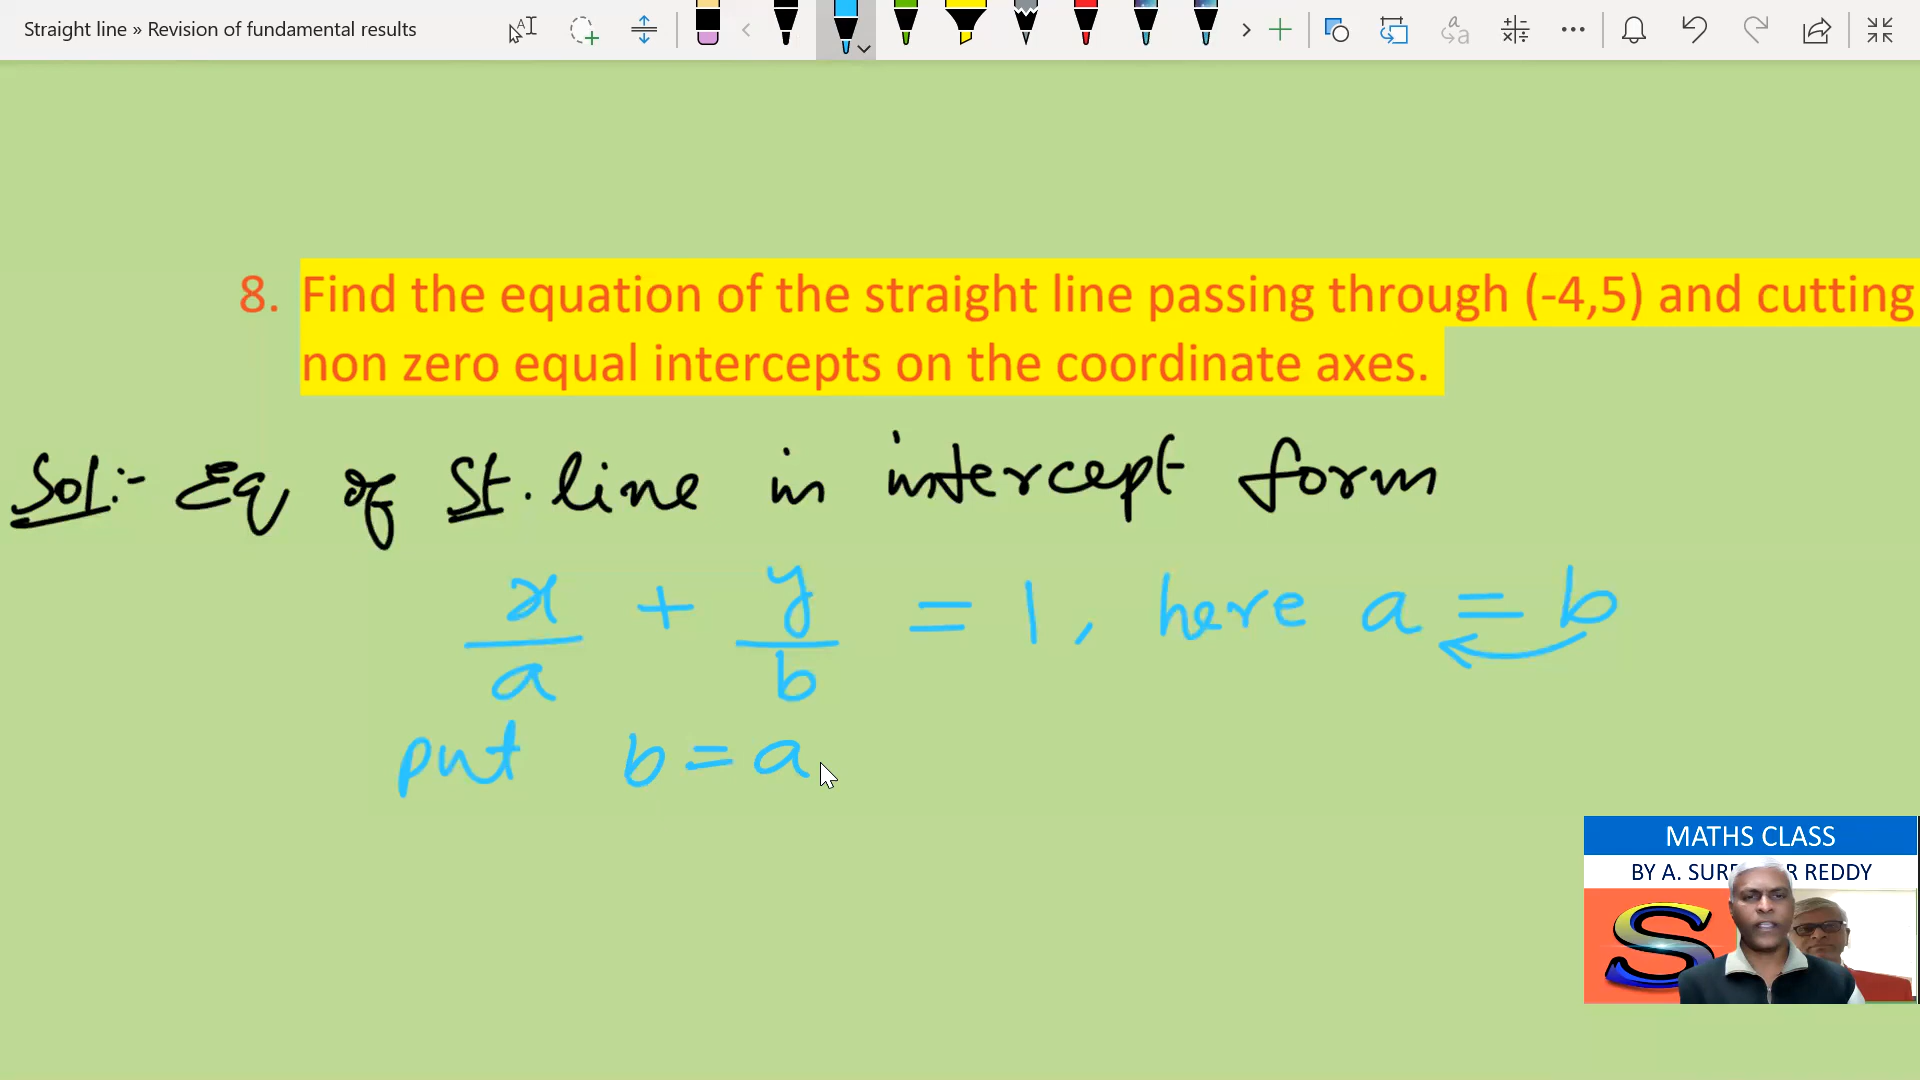 Straight line » Revision of fundamental results
8. Find the equation of the straight line passing through (-4,5) and cutting
non zero equal intercepts on the coordinate axes.
Sol:- Eq of St. line in intercept form
x/a + y/b = 1, here a = b
put b = a
MATHS CLASS
BY A. REDDY
S